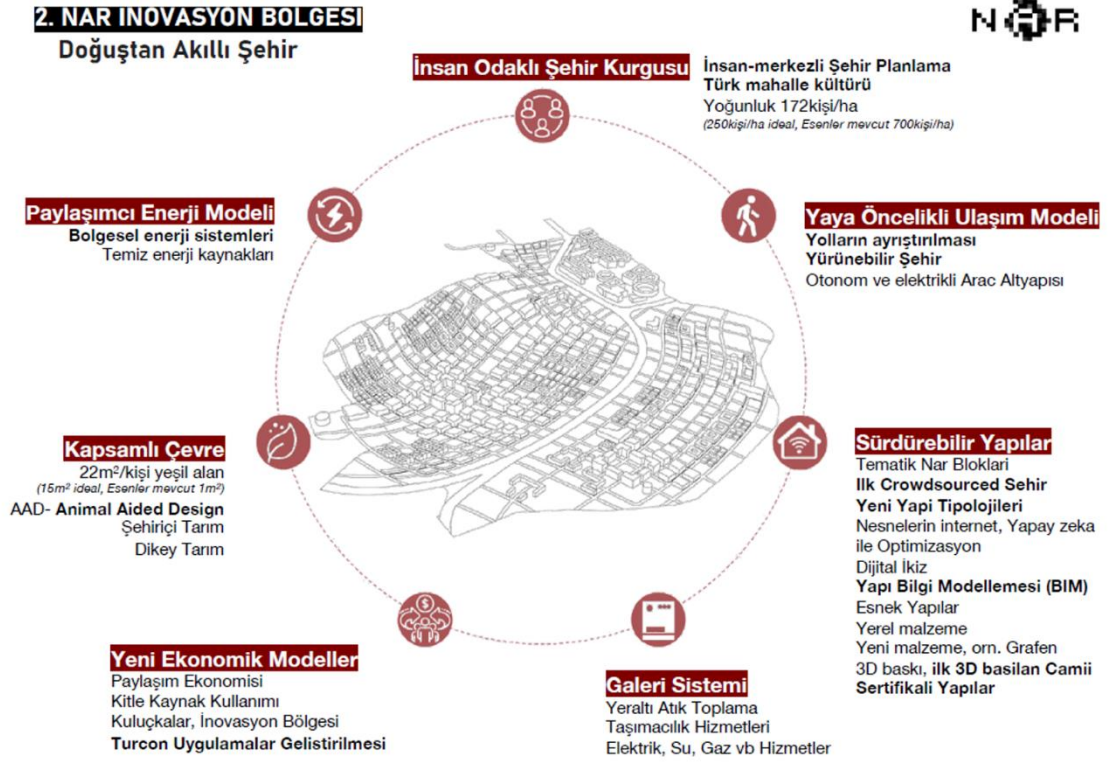 2. NAR İNOVASYON BÖLGESİ
Doğuştan Akıllı Şehir
NAR
İnsan Odaklı Şehir Kurgusu
İnsan-merkezli Şehir Planlama
Türk mahalle kültürü
Yoğunluk 172kişi/ha
(250kişi/ha ideal, Esenler mevcut 700kişi/ha)
Paylaşımcı Enerji Modeli
Bolgesel enerji sistemleri
Temiz enerji kaynakları
Yaya Öncelikli Ulaşım Modeli
Yolların ayrıştırılması
Yürünebilir Şehir
Otonom ve elektrikli Arac Altyapısı
Kapsamlı Çevre
22m²/kişi yeşil alan
(15m² ideal, Esenler mevcut 1m²)
AAD- Animal Aided Design
Şehiriçi Tarım
Dikey Tarım
Sürdürebilir Yapılar
Tematik Nar Bloklari
Ilk Crowdsourced Sehir
Yeni Yapi Tipolojileri
Nesnelerin internet, Yapay zeka
ile Optimizasyon
Dijital İkiz
Yapı Bilgi Modellemesi (BIM)
Esnek Yapılar
Yerel malzeme
Yeni malzeme, orn. Grafen
3D baskı, ilk 3D basilan Camii
Sertifikali Yapılar
Yeni Ekonomik Modeller
Paylaşım Ekonomisi
Kitle Kaynak Kullanımı
Kuluçkalar, İnovasyon Bölgesi
Turcon Uygulamalar Gelistirilmesi
Galeri Sistemi
Yeraltı Atık Toplama
Taşımacılık Hizmetleri
Elektrik, Su, Gaz vb Hizmetler